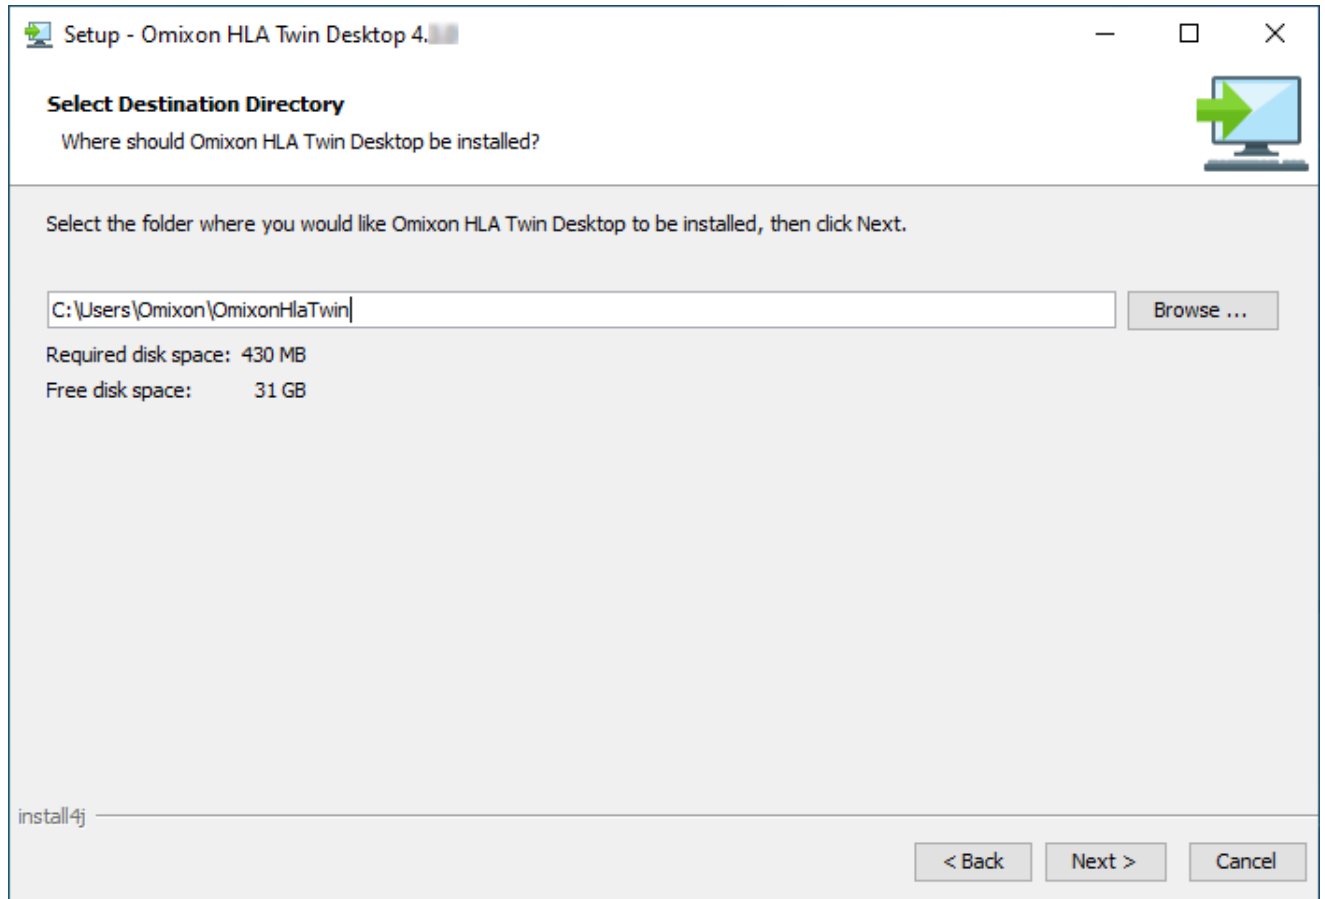 Setup - Omixon HLA Twin Desktop 4.
Select Destination Directory
Where should Omixon HLA Twin Desktop be installed?
Select the folder where you would like Omixon HLA Twin Desktop to be installed, then click Next.
C:\Users\Omixon\OmixonHlaTwin
Browse ...
Required disk space: 430 MB
Free disk space: 31 GB
install4j
< Back Next > Cancel